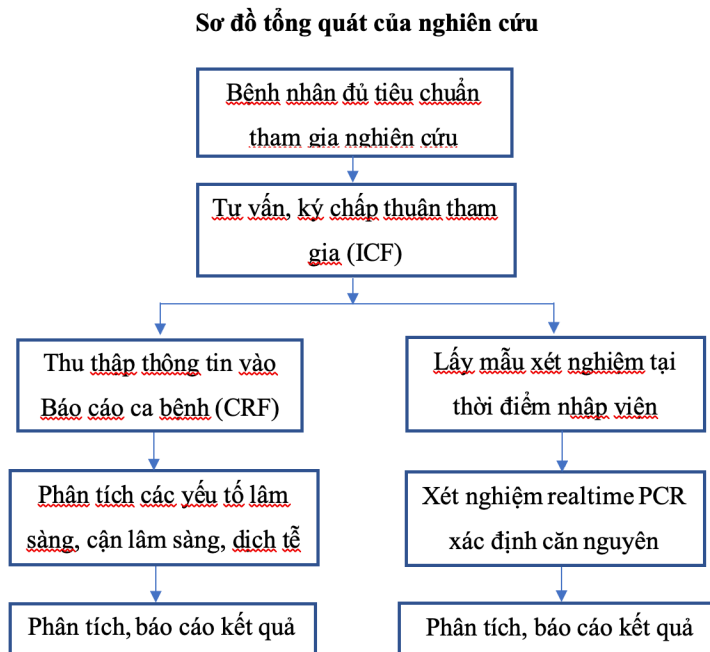 Sơ đồ tổng quát của nghiên cứu
Bệnh nhân đủ tiêu chuẩn
tham gia nghiên cứu
Tư vấn, ký chấp thuận tham
gia (ICF)
Thu thập thông tin vào
Báo cáo ca bệnh (CRF)
Lấy mẫu xét nghiệm tại
thời điểm nhập viện
Phân tích các yếu tố lâm
sàng, cận lâm sàng, dịch tễ
Xét nghiệm realtime PCR
xác định căn nguyên
Phân tích, báo cáo kết quả
Phân tích, báo cáo kết quả